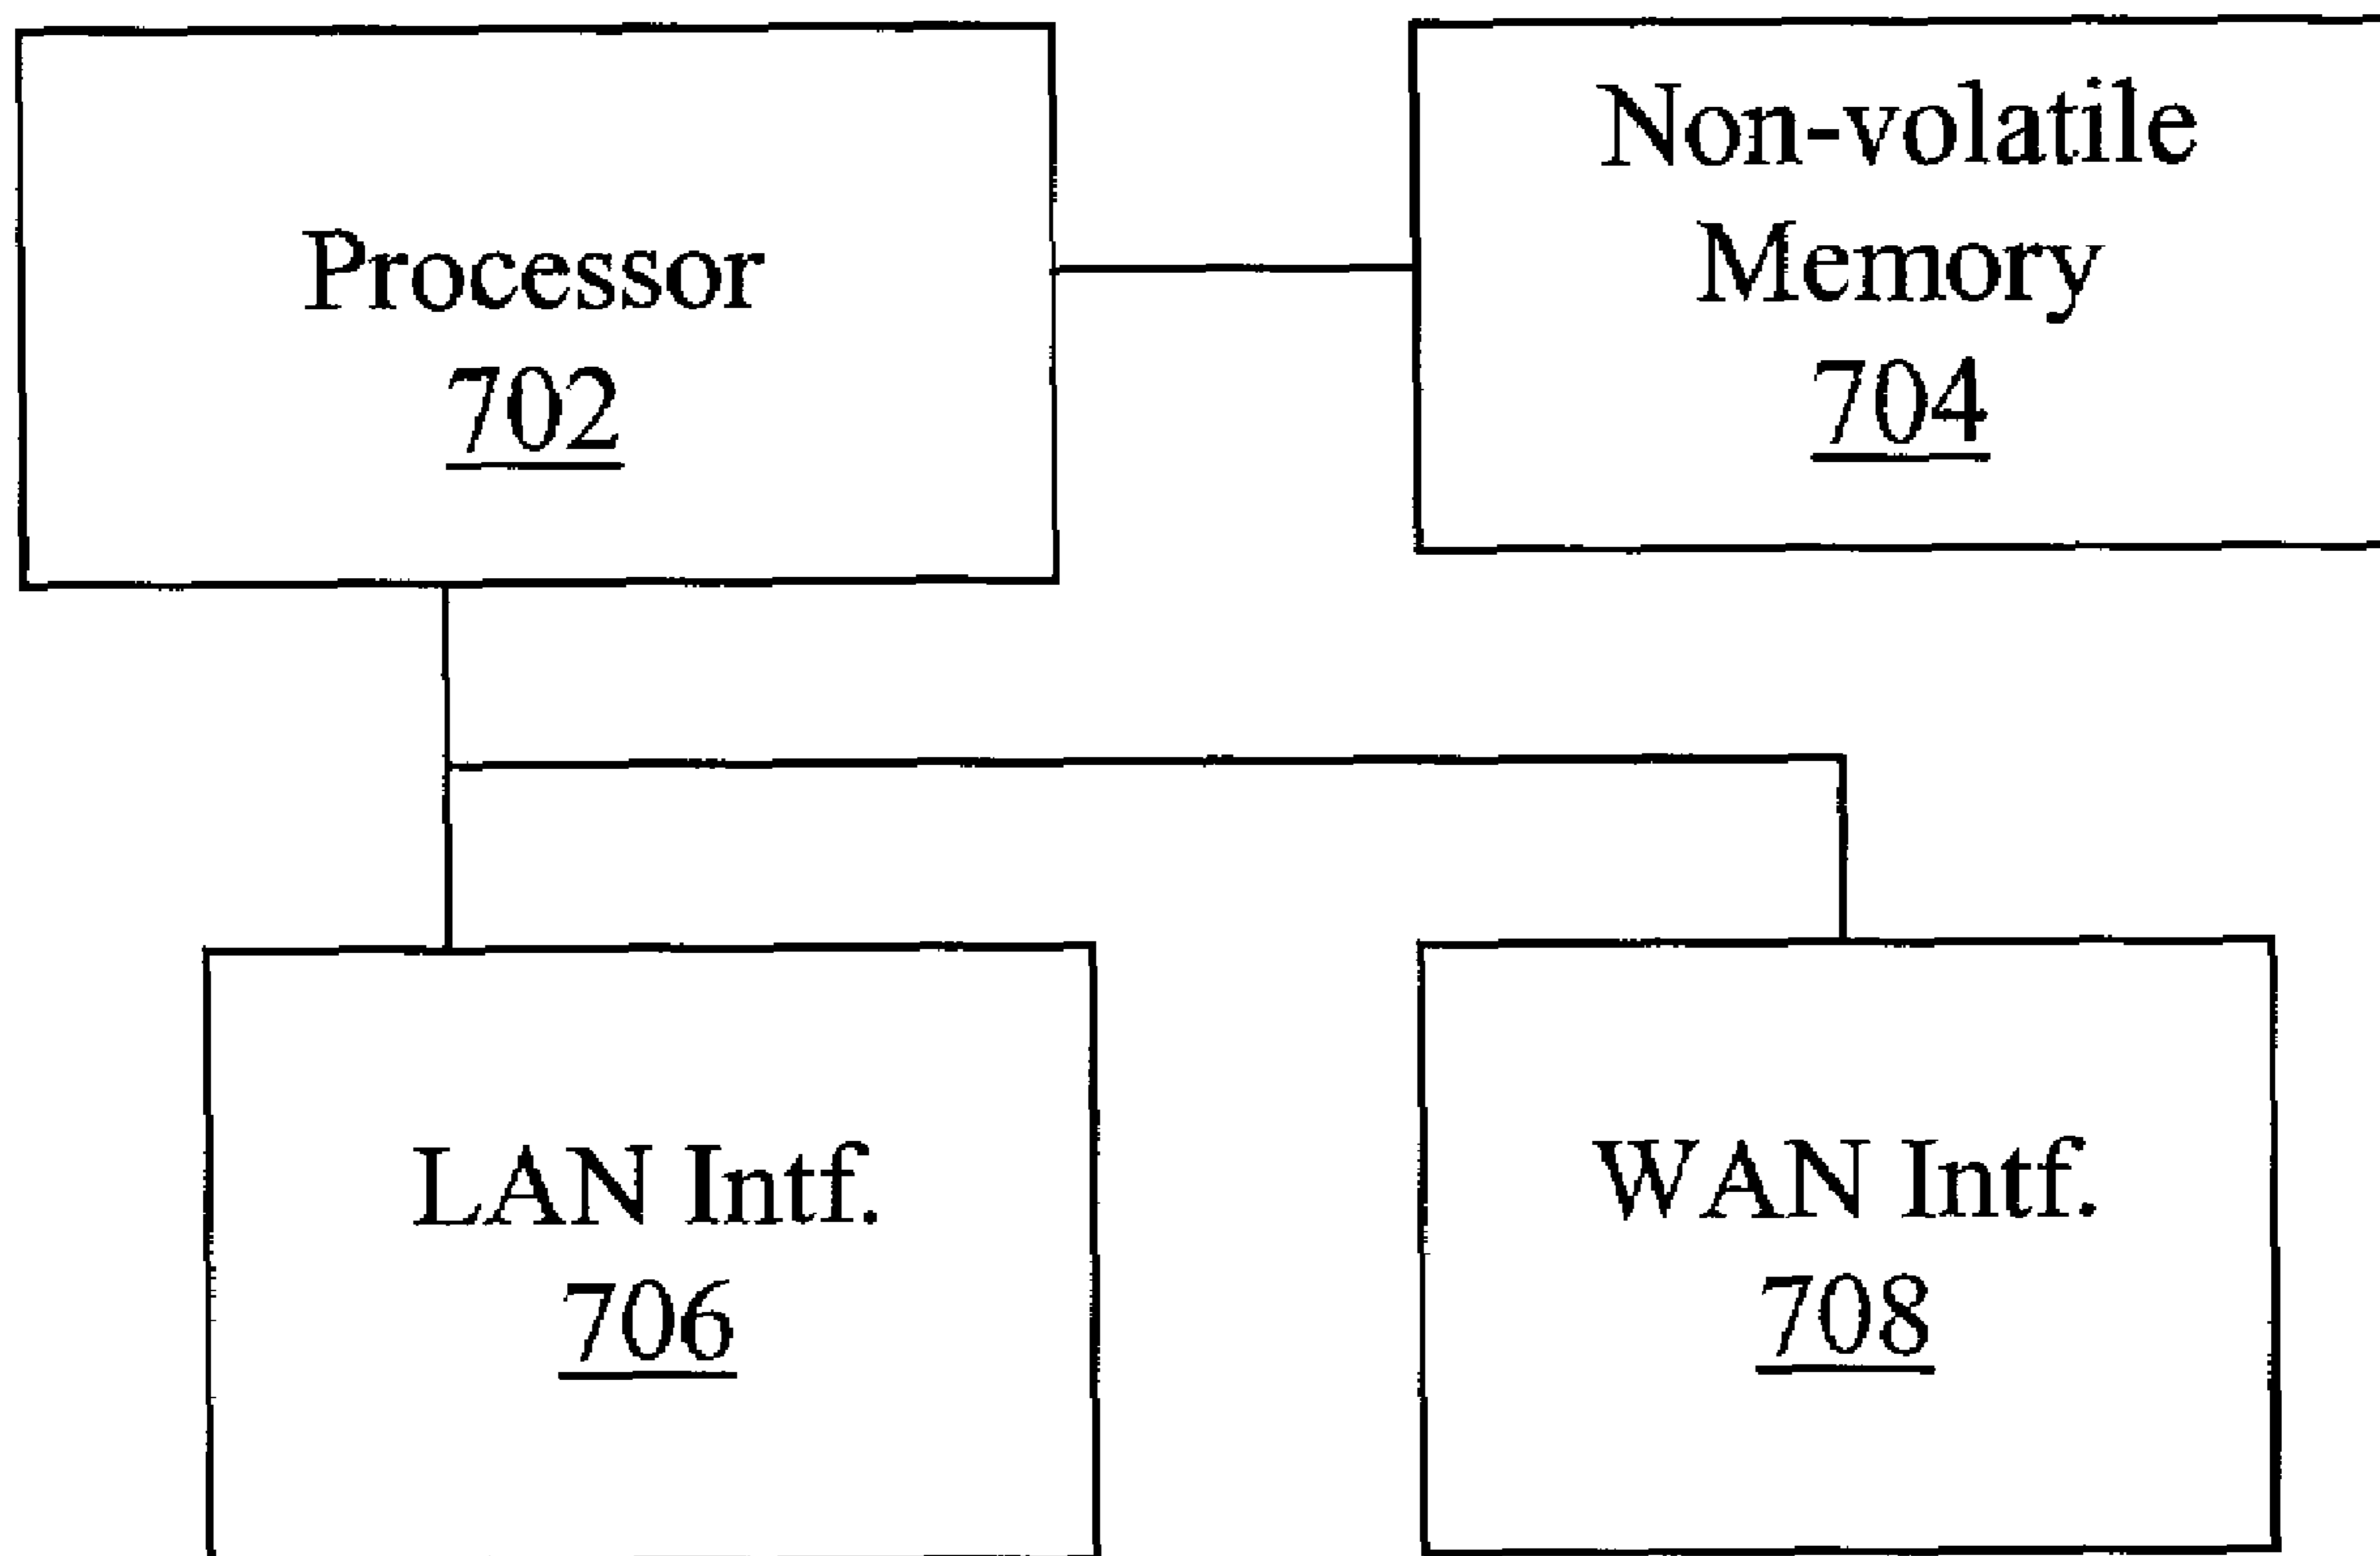 Processor
702
Non-volatile
Memory
704
LAN Intf.
706
WAN Intf.
708